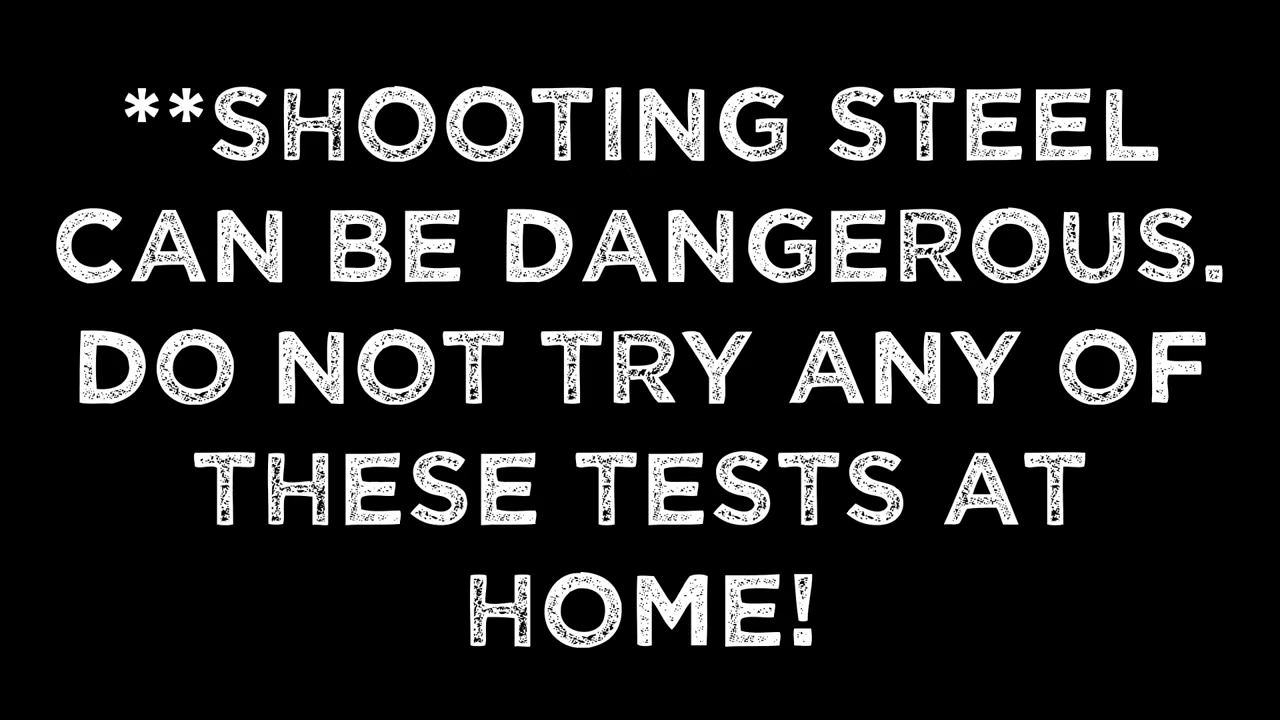 **SHOOTING STEEL
CAN BE DANGEROUS.
DO NOT TRY ANY OF
THESE TESTS AT
HOME!